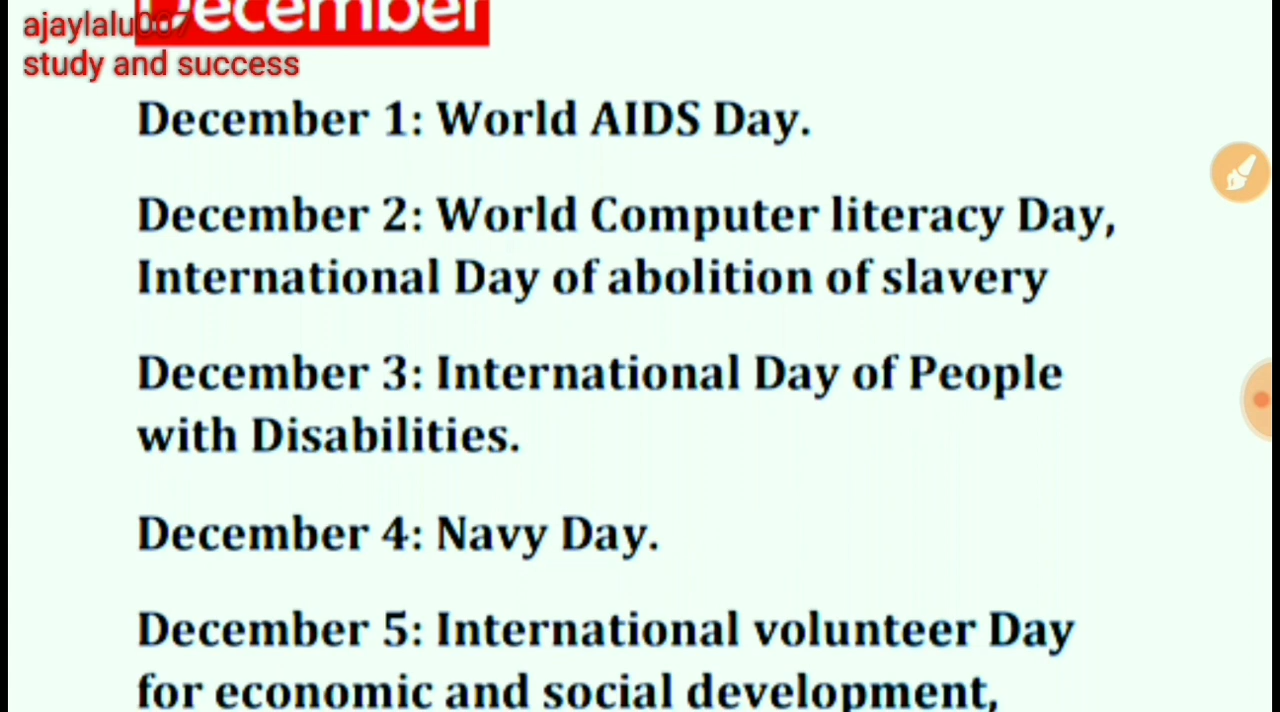 December
ajaylalu007
study and success
December 1: World AIDS Day.
December 2: World Computer literacy Day,
International Day of abolition of slavery
December 3: International Day of People
with Disabilities.
December 4: Navy Day.
December 5: International volunteer Day
for economic and social development,